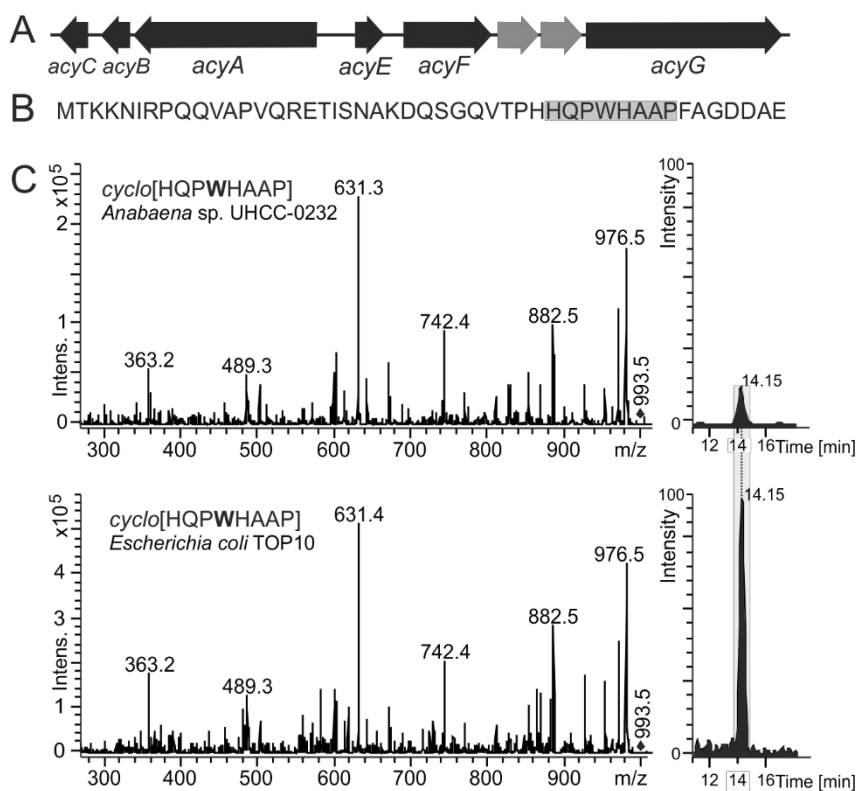 A
acyC acyB acyA acyE acyF acyG
B MTKKNIRPQQVAPVQRETISNAKDQSGQVTPHHQPWHAAPFAGDDAE
C
x10⁵
2
1
0
Intens.
cyclo[HQPWHAAP]
Anabaena sp. UHCC-0232
363.2
489.3
631.3
742.4
882.5
976.5
993.5
300 400 500 600 700 800 900 m/z
100
Intensity
0
14.15
12 14 16 Time [min]
x10⁵
4
3
2
1
0
Intens.
cyclo[HQPWHAAP]
Escherichia coli TOP10
363.2
489.3
631.4
742.4
882.5
976.5
993.5
300 400 500 600 700 800 900 m/z
100
Intensity
0
14.15
12 14 16 Time [min]